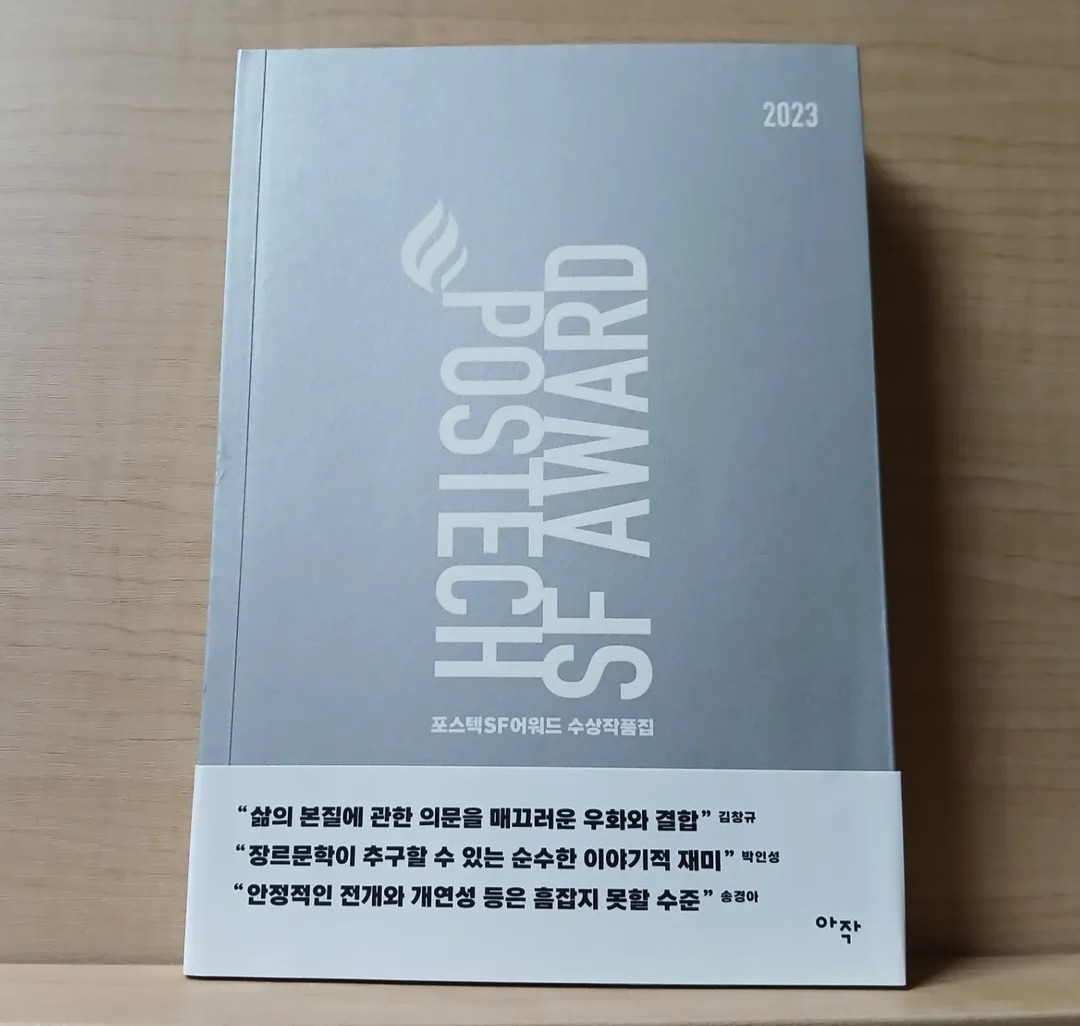 2023
POSTECH
SF AWARD
포스텍SF어워드 수상작품집
“삶의 본질에 관한 의문을 매끄러운 우화와 결합” 김창규
“장르문학이 추구할 수 있는 순수한 이야기적 재미” 박인성
“안정적인 전개와 개연성 등은 흠잡지 못할 수준” 송경아
아작